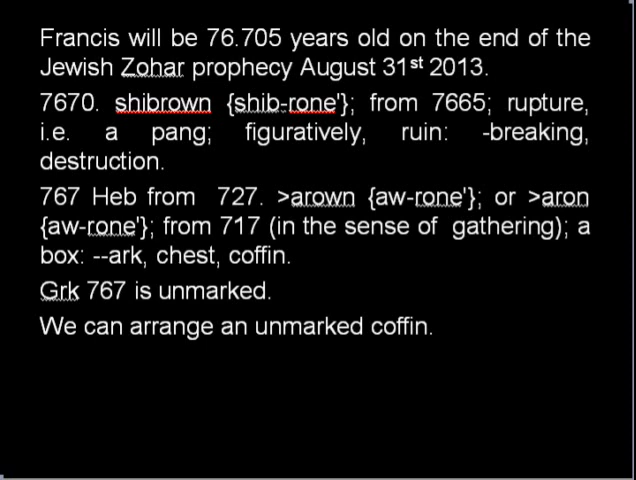 Francis will be 76.705 years old on the end of the
Jewish Zohar prophecy August 31st 2013.
7670. shibrown {shib-rone'}; from 7665; rupture,
i.e. a pang; figuratively, ruin: -breaking,
destruction.
767 Heb from 727. >arown {aw-rone'}; or >aron
{aw-rone'}; from 717 (in the sense of gathering); a
box: --ark, chest, coffin.
Grk 767 is unmarked.
We can arrange an unmarked coffin.